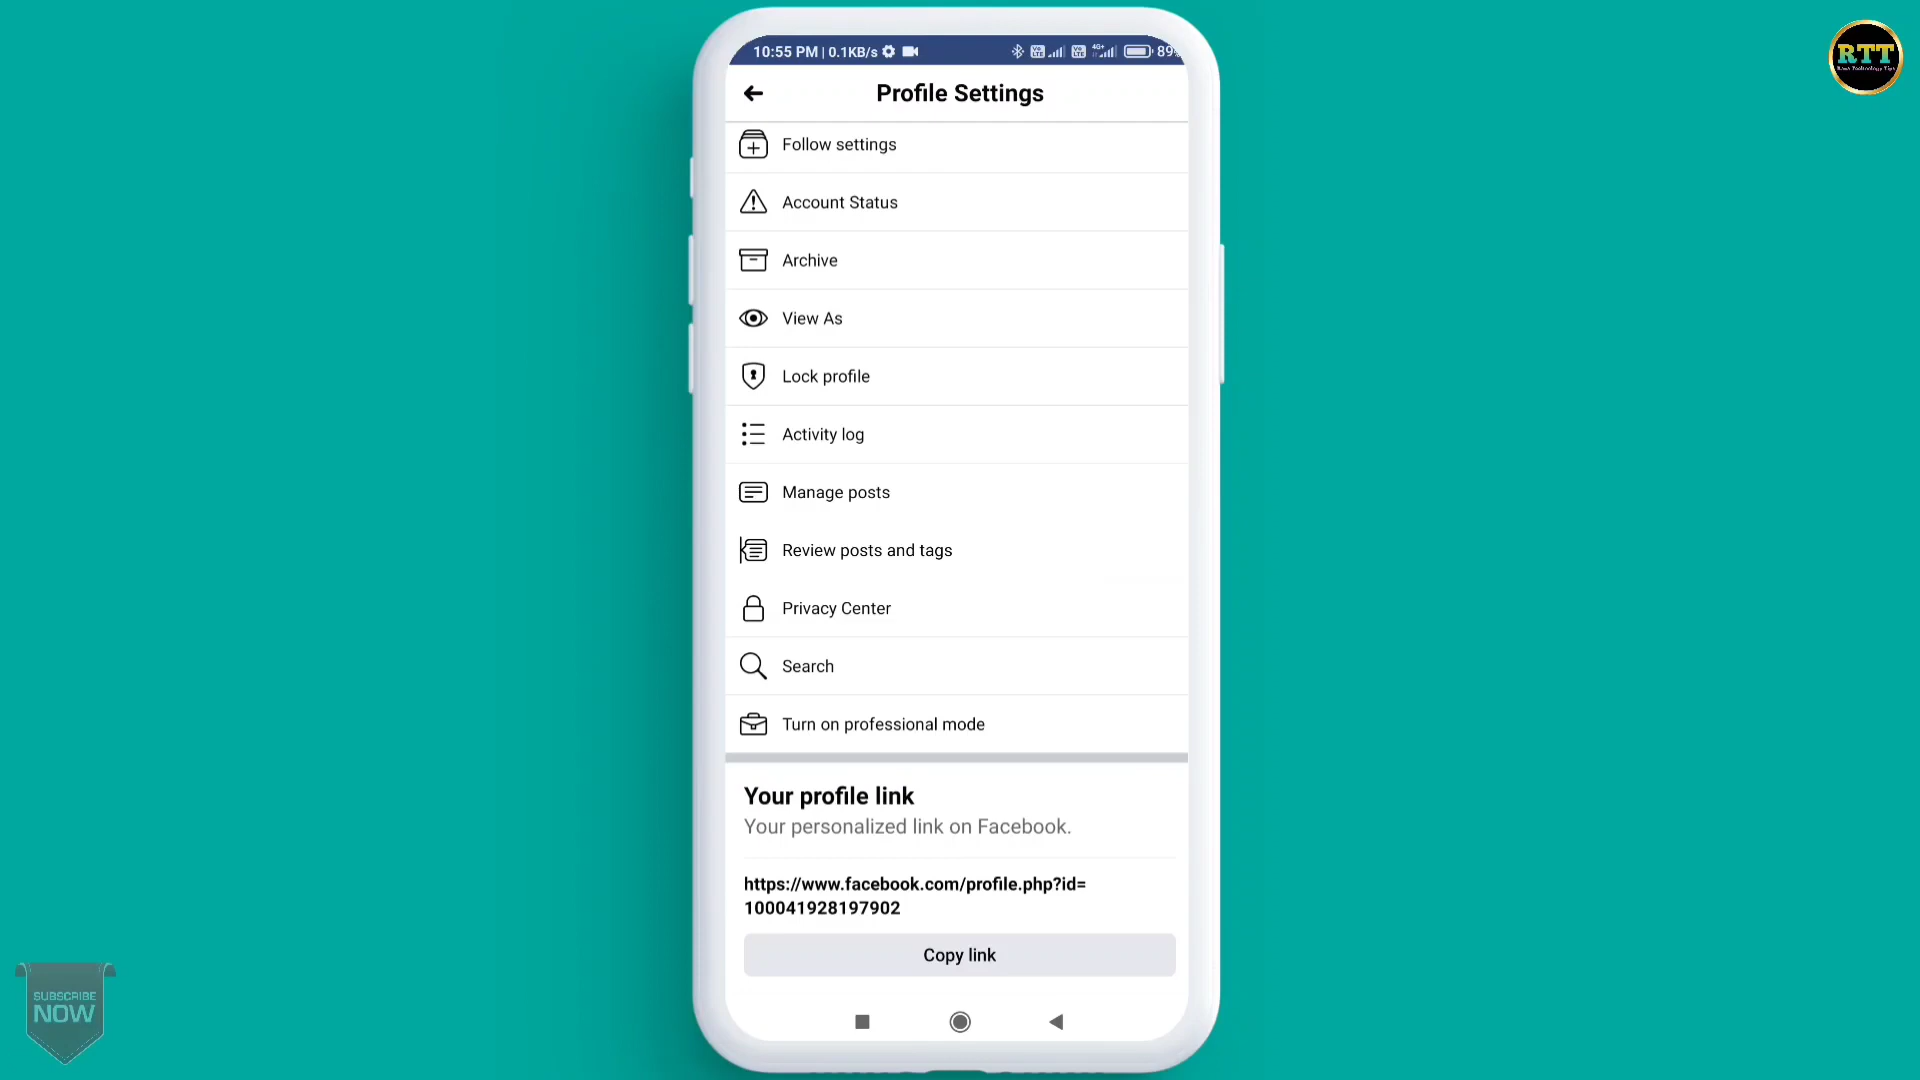 10:55 PM | 0.1KB/s
4G+
89%
RTT
Profile Settings
Follow settings
Account Status
Archive
View As
Lock profile
Activity log
Manage posts
Review posts and tags
Privacy Center
Search
Turn on professional mode
Your profile link
Your personalized link on Facebook.
https://www.facebook.com/profile.php?id=
100041928197902
Copy link
SUBSCRIBE
NOW